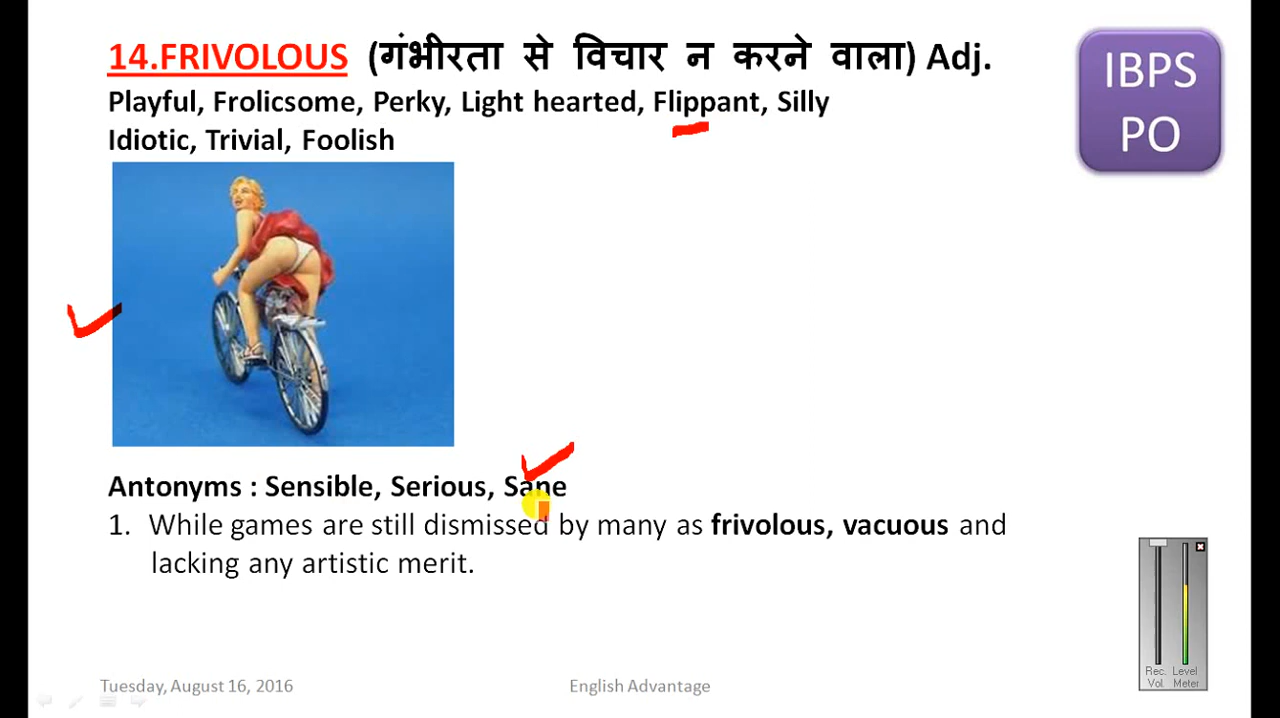 14.FRIVOLOUS (गंभीरता से विचार न करने वाला) Adj.
Playful, Frolicsome, Perky, Light hearted, Flippant, Silly
Idiotic, Trivial, Foolish
IBPS
PO
Antonyms : Sensible, Serious, Sane
1. While games are still dismissed by many as frivolous, vacuous and
lacking any artistic merit.
Rec. Level
Vol. Meter
Tuesday, August 16, 2016 English Advantage